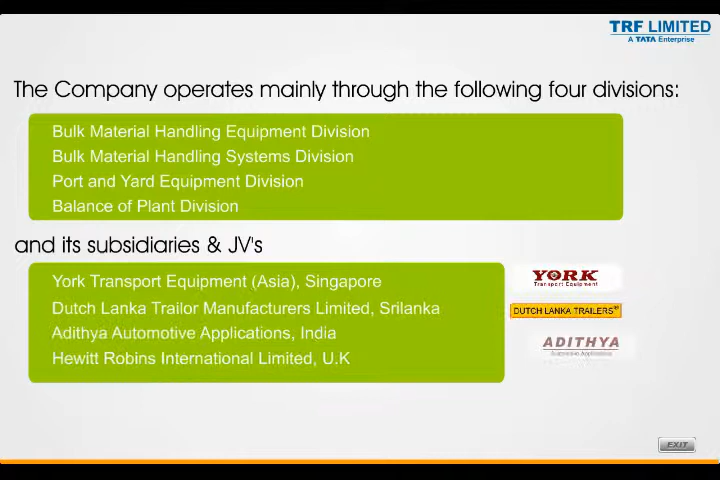 TRF LIMITED
A TATA Enterprise
The Company operates mainly through the following four divisions:
Bulk Material Handling Equipment Division
Bulk Material Handling Systems Division
Port and Yard Equipment Division
Balance of Plant Division
and its subsidiaries & JV's
York Transport Equipment (Asia), Singapore
YORK
Transport Equipment
Dutch Lanka Trailor Manufacturers Limited, Srilanka
DUTCH LANKA TRAILERS®
Adithya Automotive Applications, India
ADITHYA
Automotive Applications
Hewitt Robins International Limited, U.K
EXIT